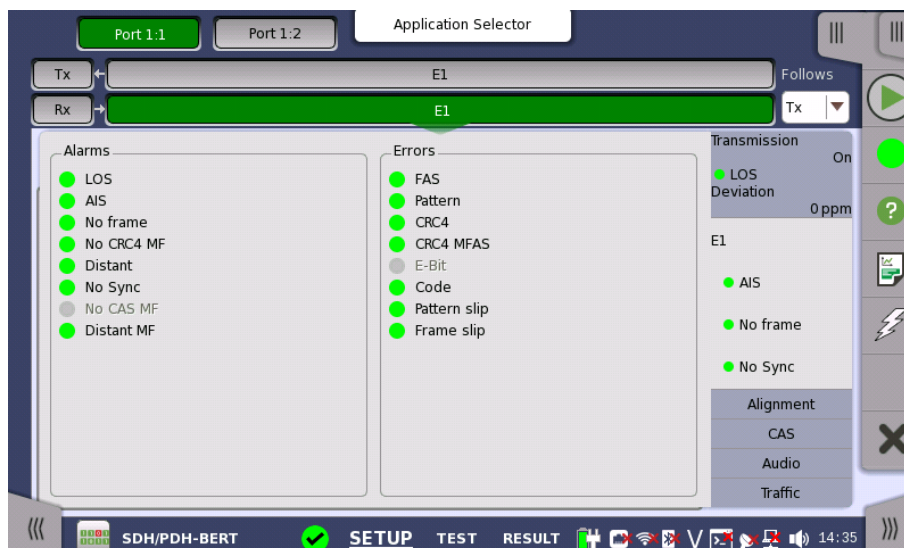 Port 1:1
Port 1:2
Application Selector
Tx
E1
Follows
Rx
E1
Tx
Alarms
LOS
AIS
No frame
No CRC4 MF
Distant
No Sync
No CAS MF
Distant MF
Errors
FAS
Pattern
CRC4
CRC4 MFAS
E-Bit
Code
Pattern slip
Frame slip
Transmission
On
LOS
Deviation
0 ppm
E1
AIS
No frame
No Sync
Alignment
CAS
Audio
Traffic
SDH/PDH-BERT
SETUP
TEST
RESULT
14:35